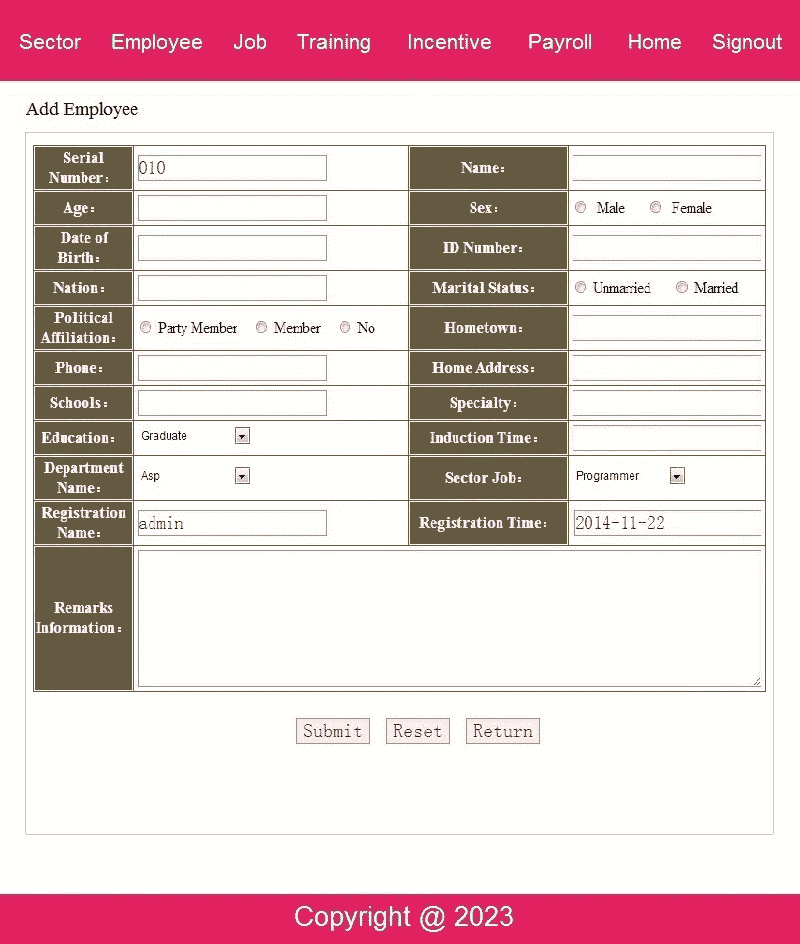 Sector Employee Job Training Incentive Payroll Home Signout
Add Employee
Serial
Number：
010
Name：
Age：
Sex：
Male
Female
Date of
Birth：
ID Number：
Nation：
Marital Status：
Unmarried
Married
Political
Affiliation：
Party Member
Member
No
Hometown：
Phone：
Home Address：
Schools：
Specialty：
Education：
Graduate
Induction Time：
Department
Name：
Asp
Sector Job：
Programmer
Registration
Name：
admin
Registration Time：
2014-11-22
Remarks
Information：
Submit
Reset
Return
Copyright @ 2023